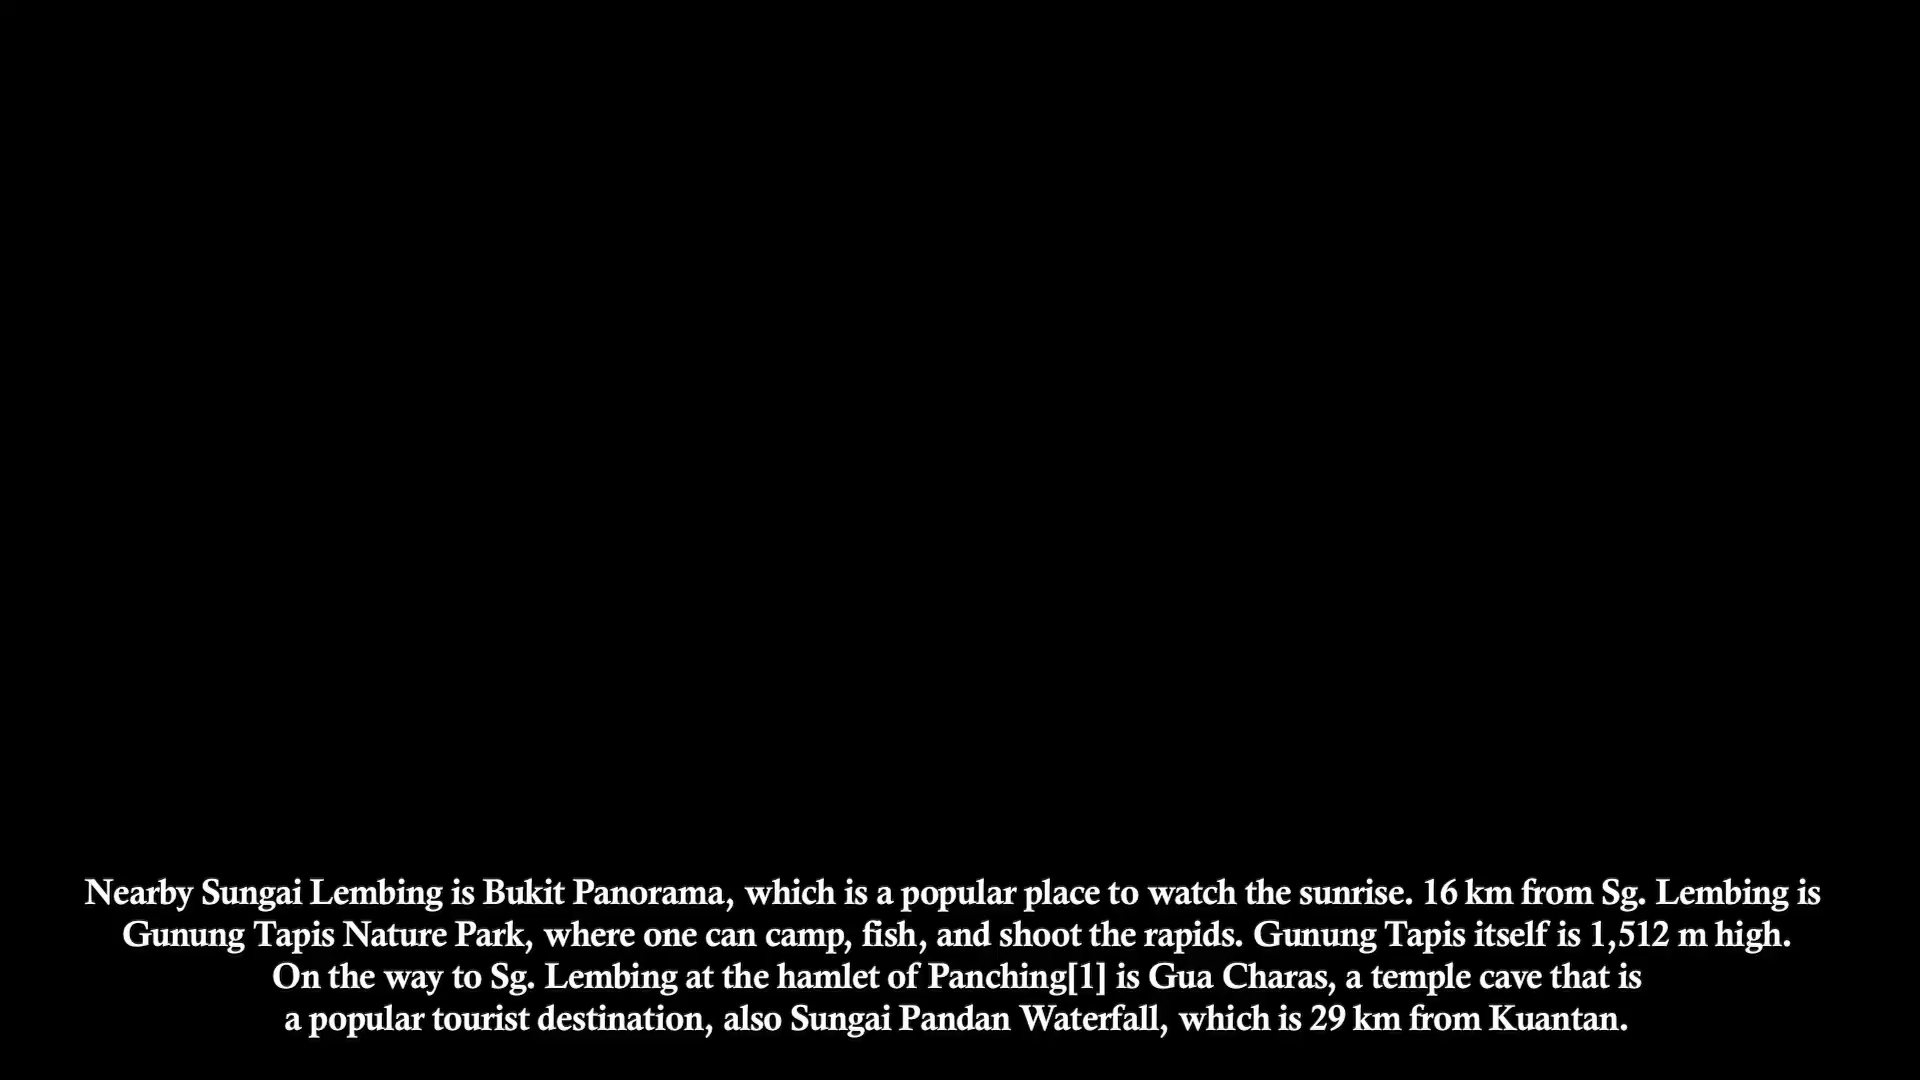 Nearby Sungai Lembing is Bukit Panorama, which is a popular place to watch the sunrise. 16 km from Sg. Lembing is
Gunung Tapis Nature Park, where one can camp, fish, and shoot the rapids. Gunung Tapis itself is 1,512 m high.
On the way to Sg. Lembing at the hamlet of Panching[1] is Gua Charas, a temple cave that is
a popular tourist destination, also Sungai Pandan Waterfall, which is 29 km from Kuantan.